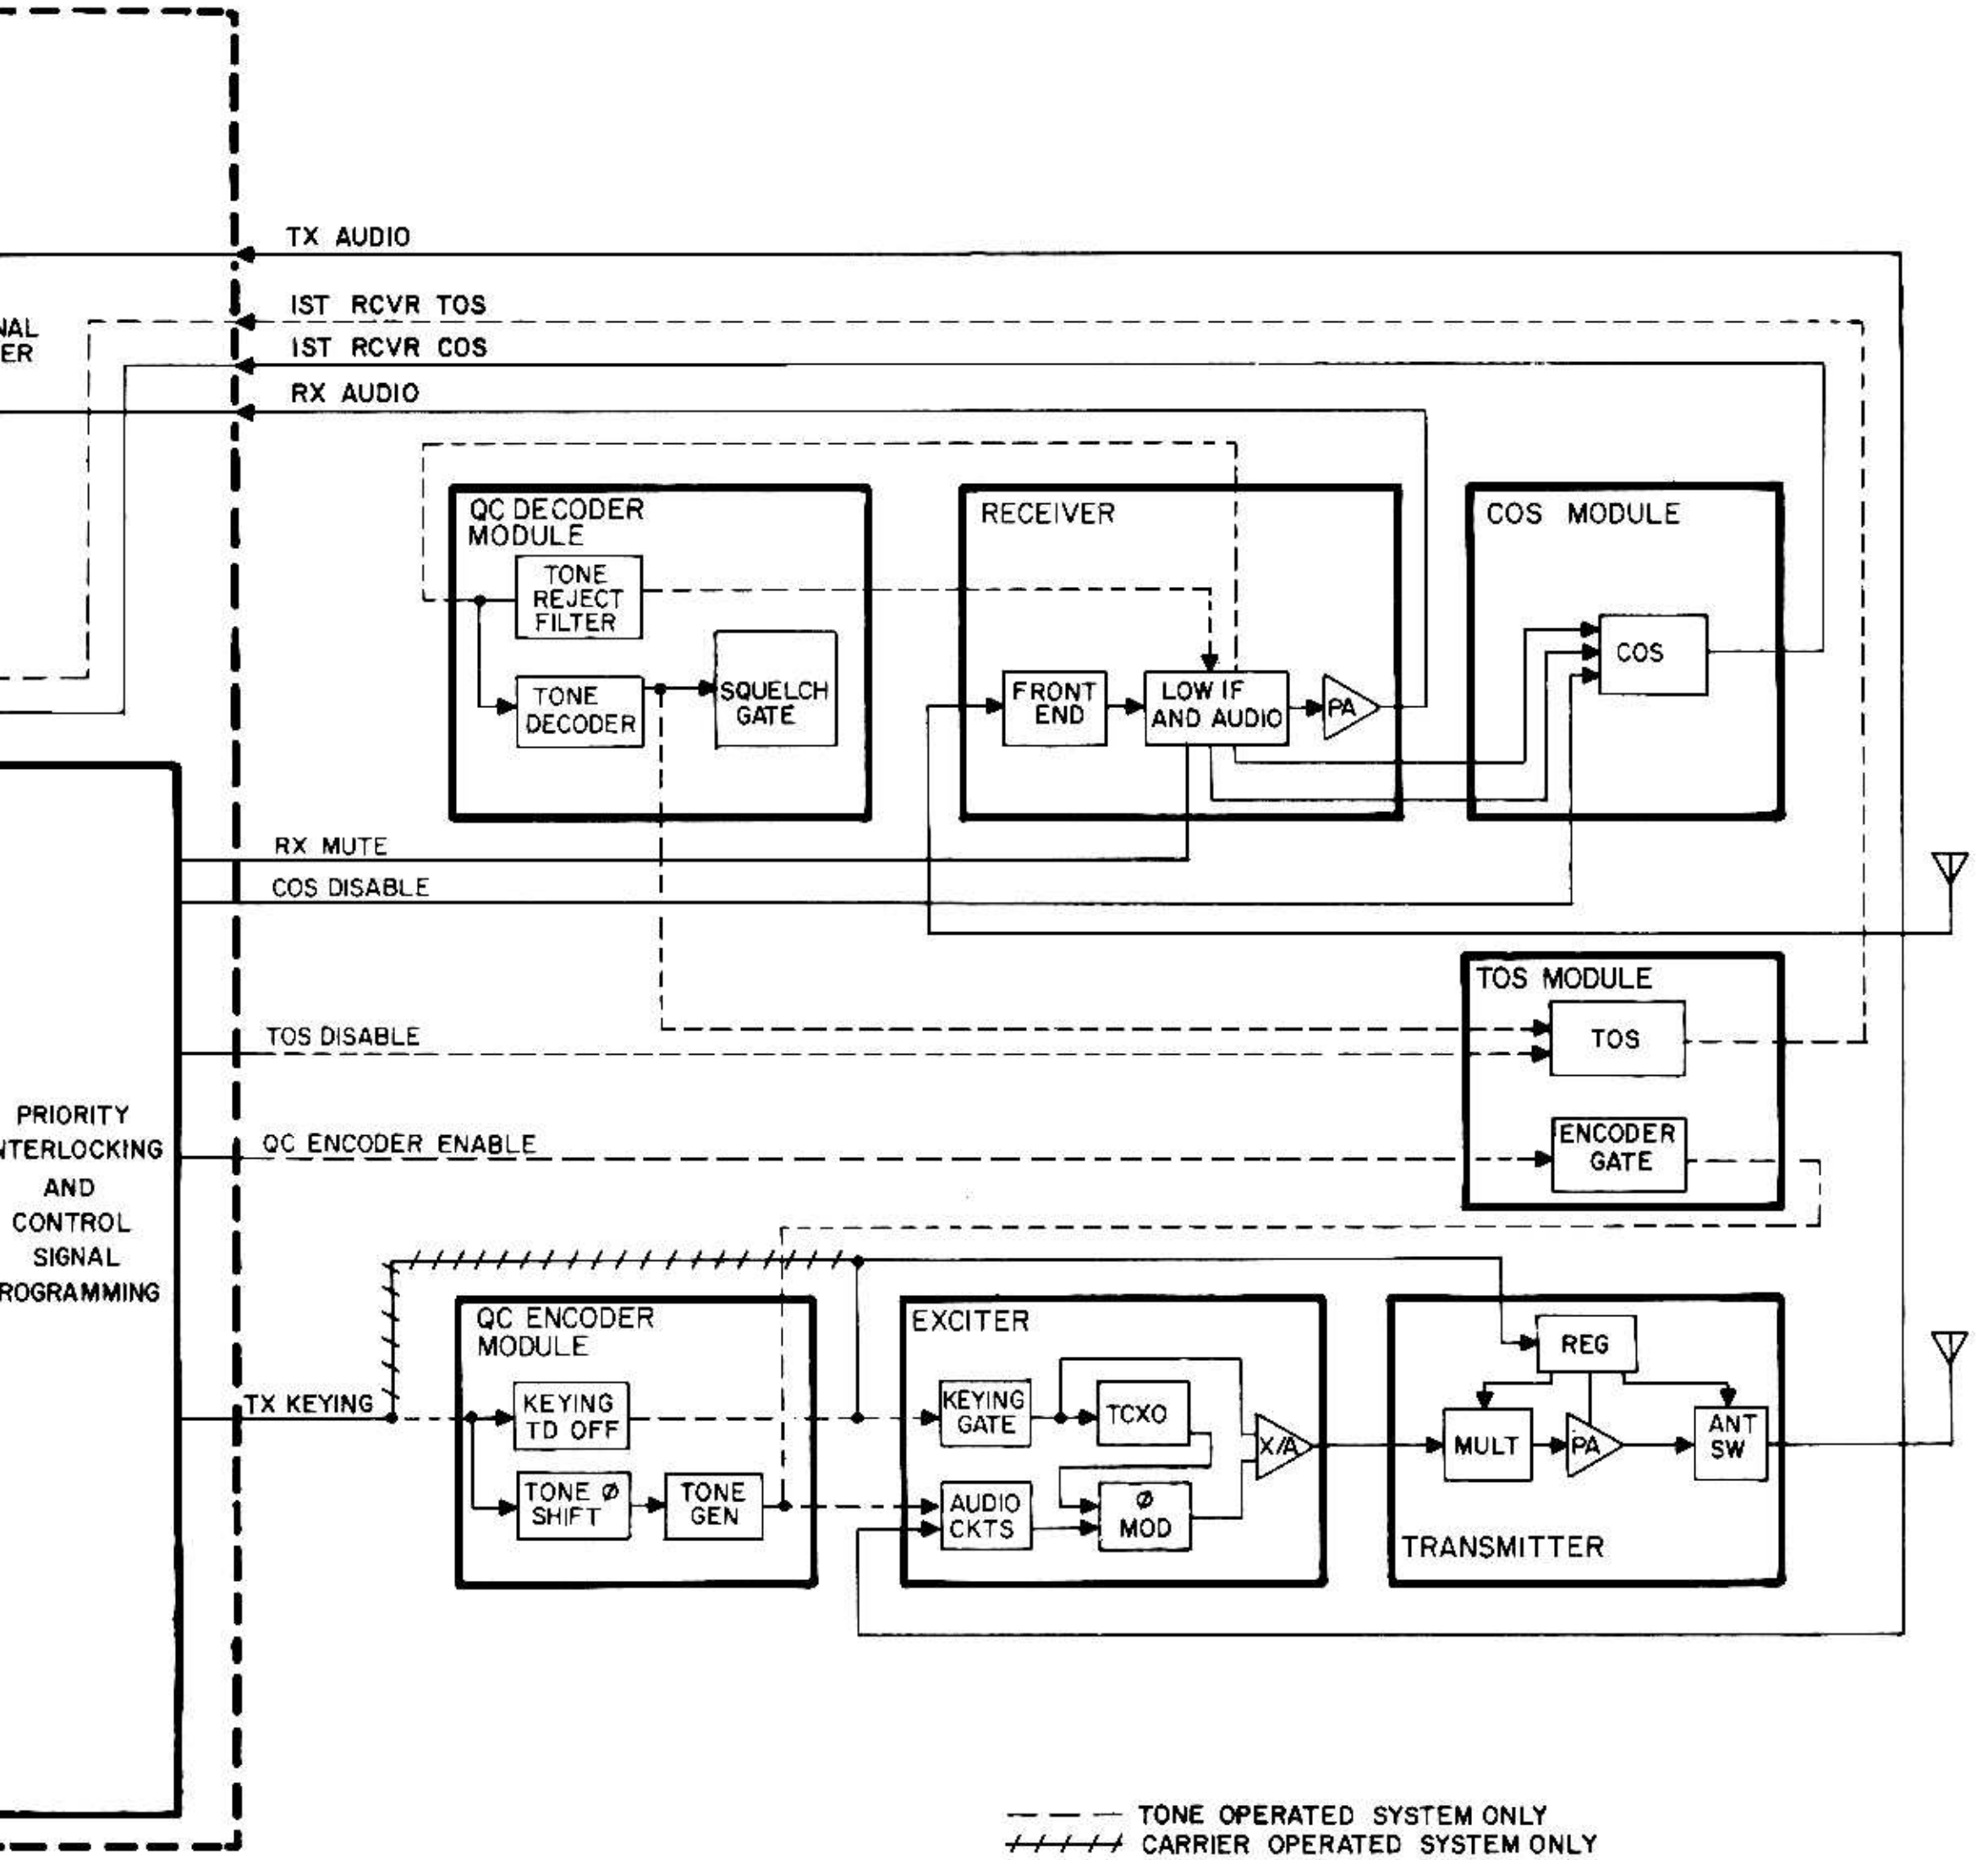 TX AUDIO
IST RCVR TOS
IST RCVR COS
RX AUDIO
NAL
ER
QC DECODER
MODULE
TONE
REJECT
FILTER
TONE
DECODER
SQUELCH
GATE
RECEIVER
FRONT
END
LOW IF
AND AUDIO
PA
COS MODULE
COS
RX MUTE
COS DISABLE
TOS MODULE
TOS
TOS DISABLE
PRIORITY
NTERLOCKING
AND
CONTROL
SIGNAL
ROGRAMMING
QC ENCODER ENABLE
ENCODER
GATE
QC ENCODER
MODULE
TX KEYING
KEYING
TD OFF
TONE Ø
SHIFT
TONE
GEN
EXCITER
KEYING
GATE
TCXO
X/A
AUDIO
CKTS
Ø
MOD
REG
MULT
PA
ANT
SW
TRANSMITTER
TONE OPERATED SYSTEM ONLY
CARRIER OPERATED SYSTEM ONLY